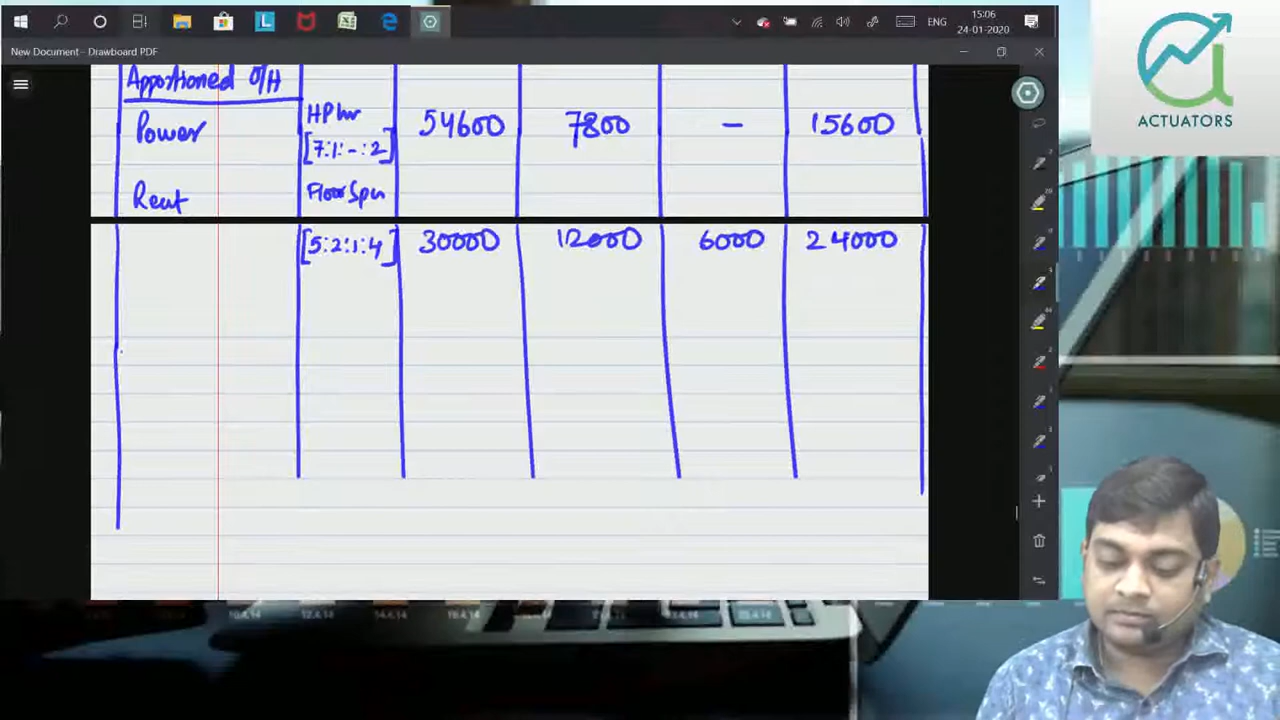 ENG
15:06
24-01-2020
New Document - Drawboard PDF
ACTUATORS
Apportioned O/H
Power HP hr 54600 7800 - 15600
[7:1:-:2]
Rent Floor Spa
[5:2:1:4] 30000 12000 6000 24000